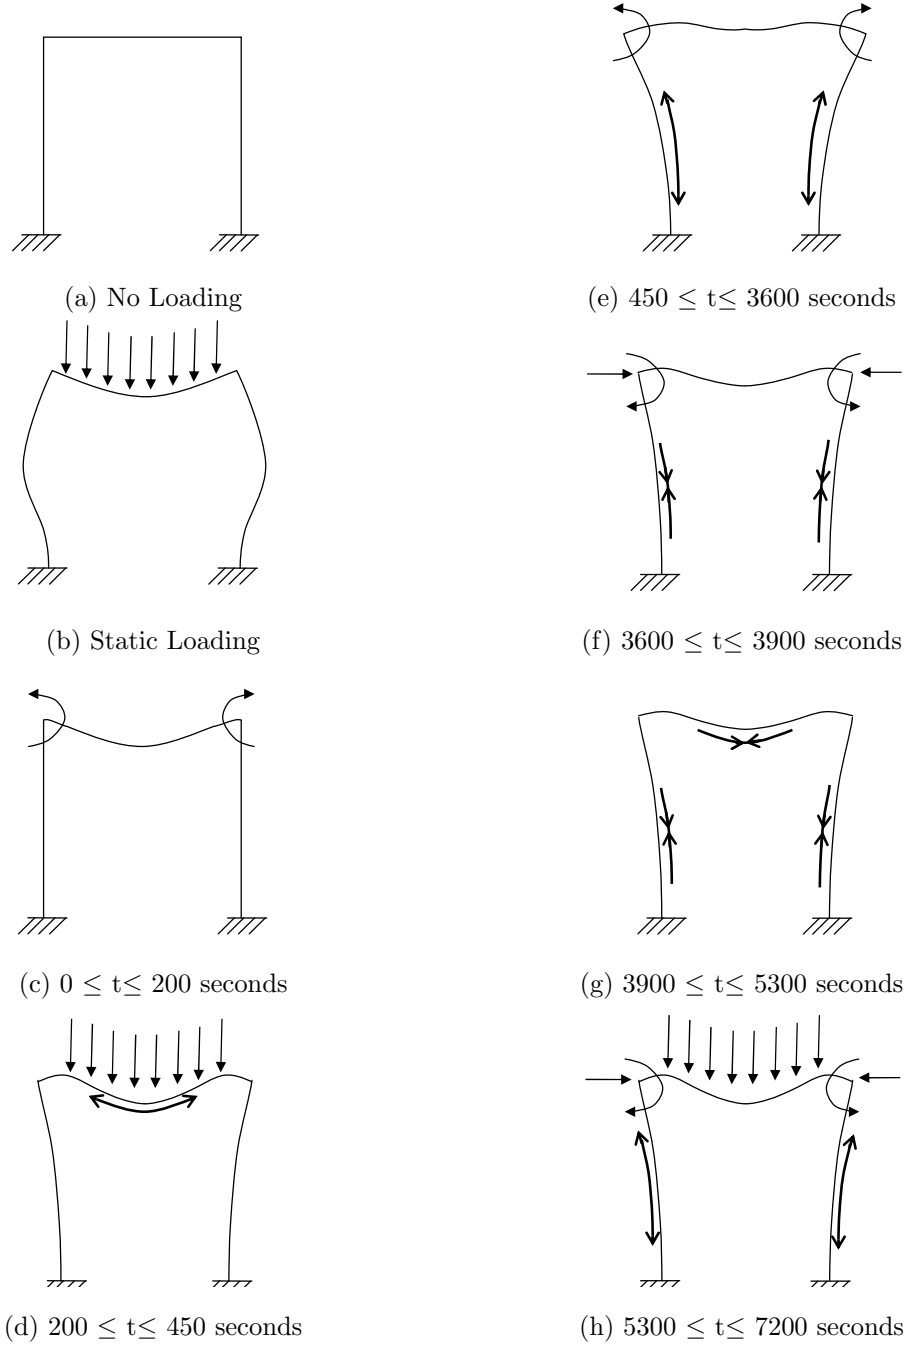 (a) No Loading
(b) Static Loading
(c) 0 ≤ t≤ 200 seconds
(d) 200 ≤ t≤ 450 seconds
(e) 450 ≤ t≤ 3600 seconds
(f) 3600 ≤ t≤ 3900 seconds
(g) 3900 ≤ t≤ 5300 seconds
(h) 5300 ≤ t≤ 7200 seconds